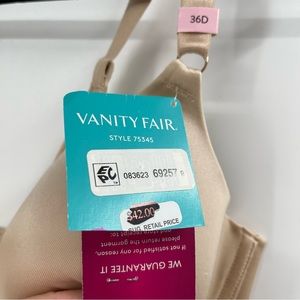 36D
VANITY FAIR.
STYLE 75345
083623 69257
$42.00
SUG. RETAIL PRICE
WE GUARANTEE IT
If not satisfied for any reason,
please return the garment